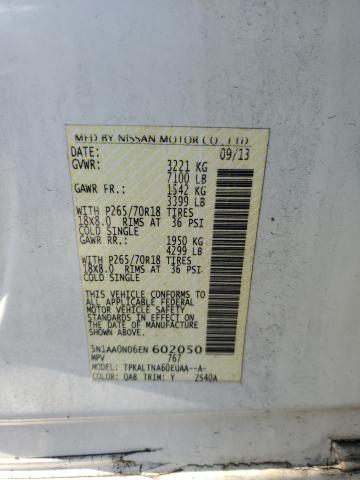 MFD BY NISSAN MOTOR CO., LTD
DATE: 09/13
GVWR: 3221 KG
7100 LB
GAWR FR.: 1542 KG
3399 LB
WITH P265/70R18 TIRES
18X8.0 RIMS AT 36 PSI
COLD SINGLE
GAWR RR.: 1950 KG
4299 LB
WITH P265/70R18 TIRES
18X8.0 RIMS AT 36 PSI
COLD SINGLE
THIS VEHICLE CONFORMS TO ALL
APPLICABLE FEDERAL MOTOR
VEHICLE SAFETY STANDARDS IN
EFFECT ON THE DATE OF
MANUFACTURE SHOWN ABOVE.
5N1AA0ND6EN 602050
MPV 767
MODEL: TPKALTNA60EUAA--A-
COLOR: QAB TRIM: Y ZS40A